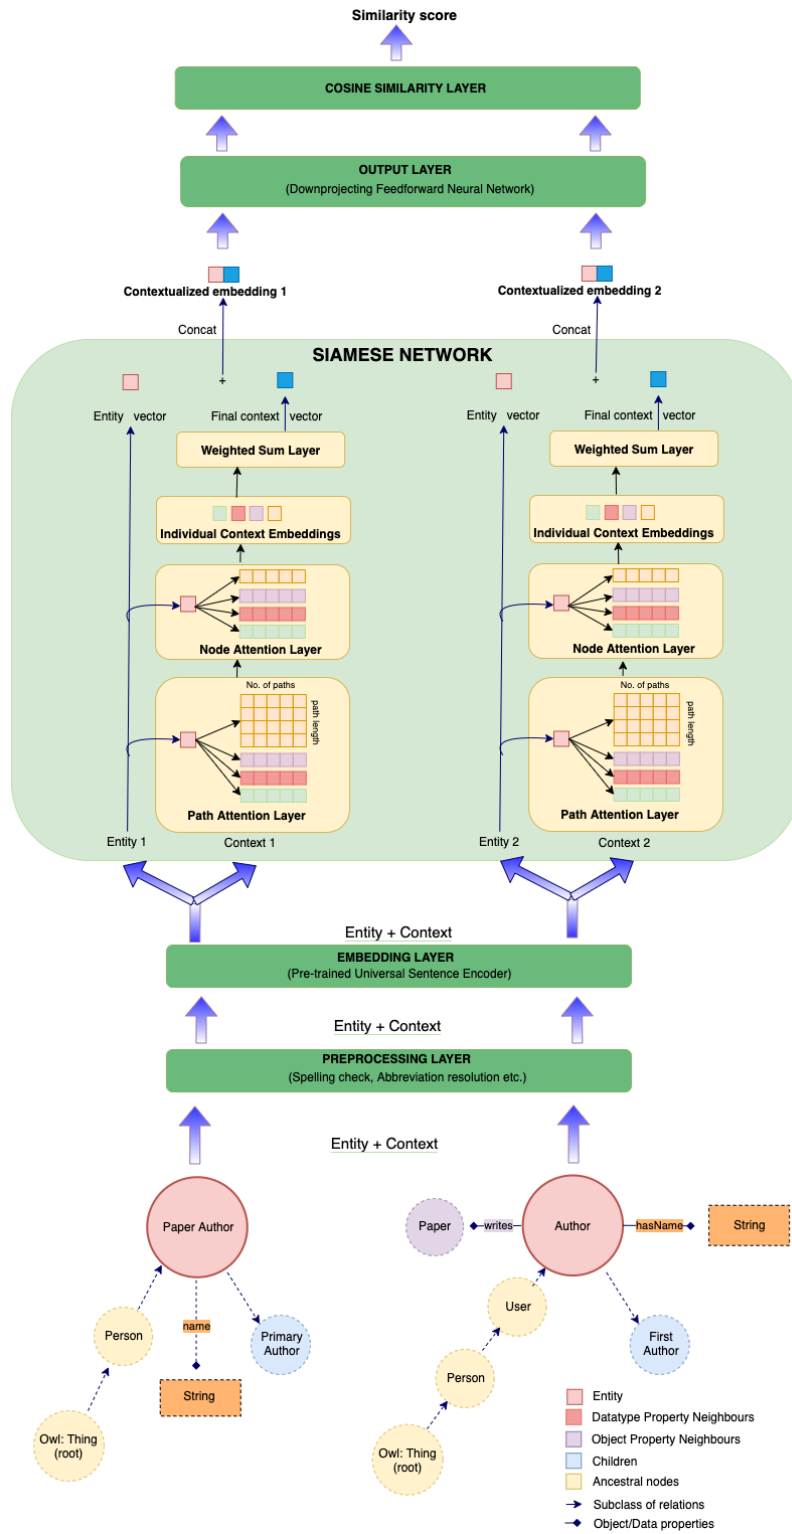 Similarity score
COSINE SIMILARITY LAYER
OUTPUT LAYER
(Downprojecting Feedforward Neural Network)
Contextualized embedding 1
Contextualized embedding 2
Concat
Concat
SIAMESE NETWORK
+
+
Entity vector
Final context vector
Entity vector
Final context vector
Weighted Sum Layer
Weighted Sum Layer
Individual Context Embeddings
Individual Context Embeddings
Node Attention Layer
Node Attention Layer
No. of paths
path length
No. of paths
path length
Path Attention Layer
Path Attention Layer
Entity 1
Context 1
Entity 2
Context 2
Entity + Context
EMBEDDING LAYER
(Pre-trained Universal Sentence Encoder)
Entity + Context
PREPROCESSING LAYER
(Spelling check, Abbreviation resolution etc.)
Entity + Context
Paper Author
Paper
writes
Author
hasName
String
Person
name
Primary
Author
String
Owl: Thing
(root)
User
First
Author
Person
Owl: Thing
(root)
Entity
Datatype Property Neighbours
Object Property Neighbours
Children
Ancestral nodes
Subclass of relations
Object/Data properties